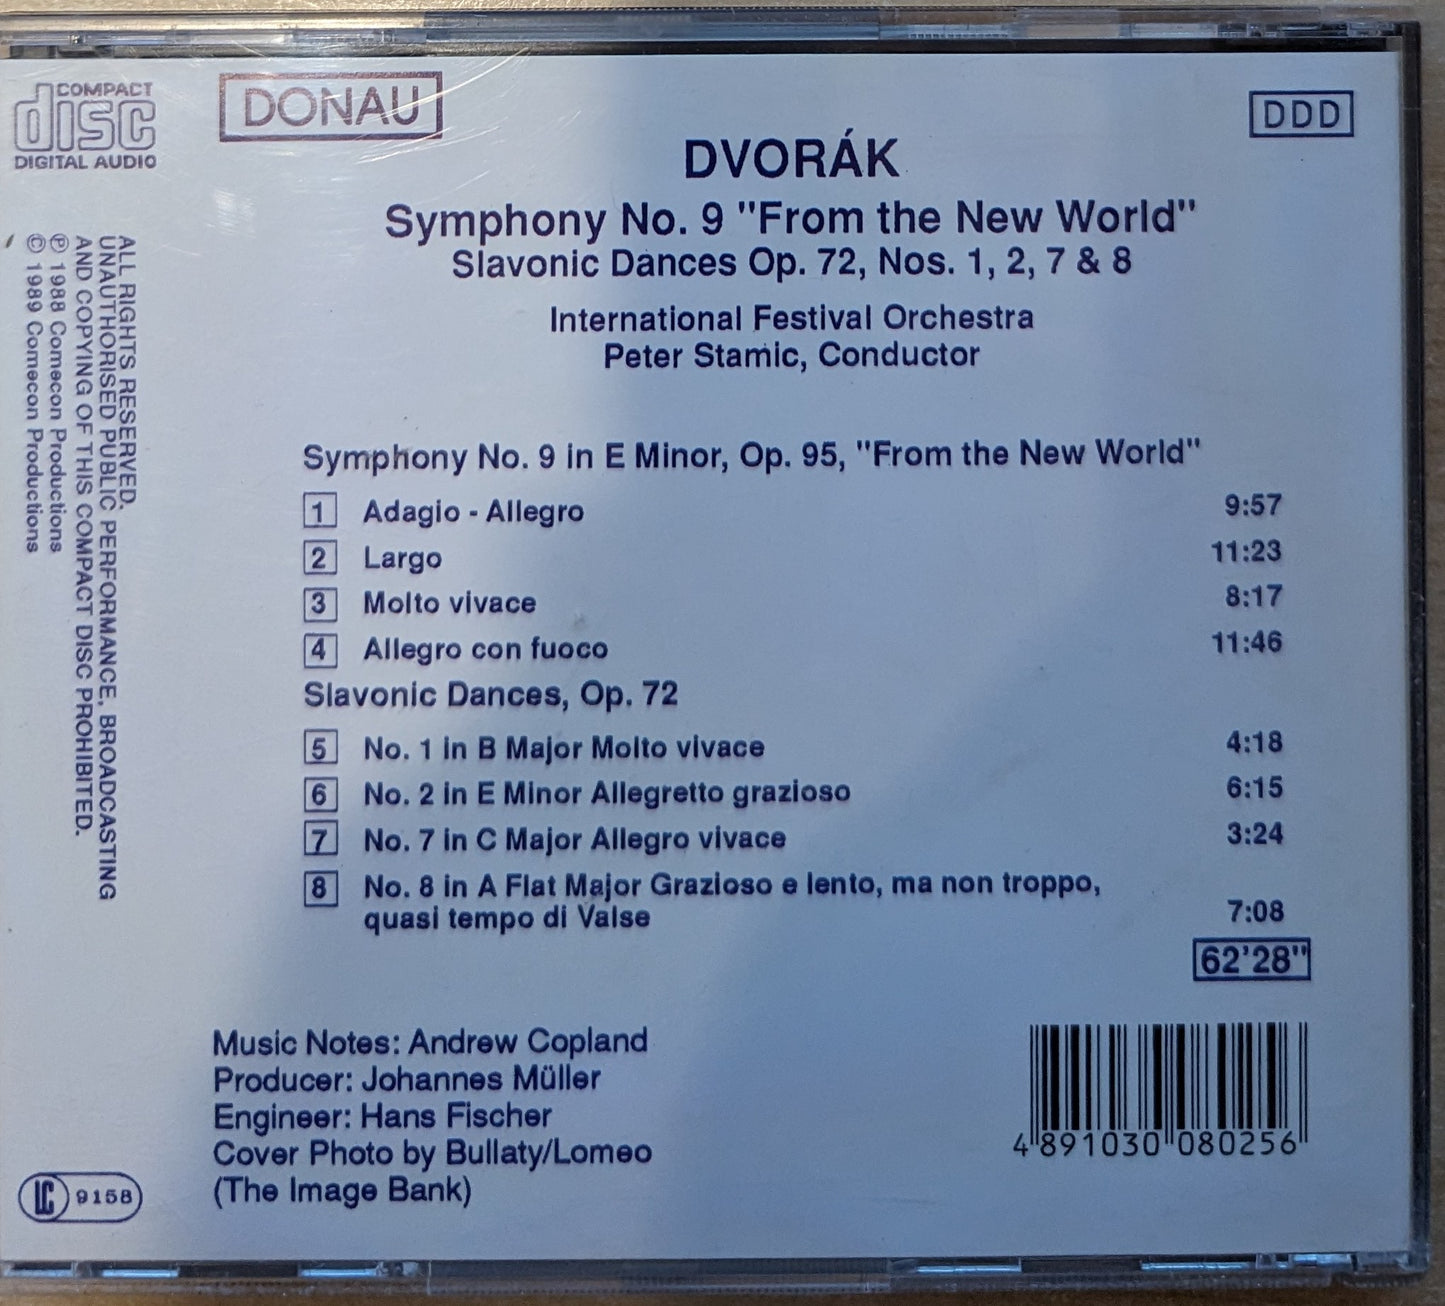 COMPACT
disc
DIGITAL AUDIO
DONAU
DDD
DVORÁK
Symphony No. 9 "From the New World"
Slavonic Dances Op. 72, Nos. 1, 2, 7 & 8
International Festival Orchestra
Peter Stamic, Conductor
Symphony No. 9 in E Minor, Op. 95, "From the New World"
1 Adagio - Allegro 9:57
2 Largo 11:23
3 Molto vivace 8:17
4 Allegro con fuoco 11:46
Slavonic Dances, Op. 72
5 No. 1 in B Major Molto vivace 4:18
6 No. 2 in E Minor Allegretto grazioso 6:15
7 No. 7 in C Major Allegro vivace 3:24
8 No. 8 in A Flat Major Grazioso e lento, ma non troppo,
quasi tempo di Valse 7:08
62'28"
Music Notes: Andrew Copland
Producer: Johannes Müller
Engineer: Hans Fischer
Cover Photo by Bullaty/Lomeo
(The Image Bank)
4 891030 080256
ALL RIGHTS RESERVED.
UNAUTHORISED PUBLIC PERFORMANCE, BROADCASTING
AND COPYING OF THIS COMPACT DISC PROHIBITED.
℗ 1988 Comecon Productions
© 1989 Comecon Productions
LC 9158